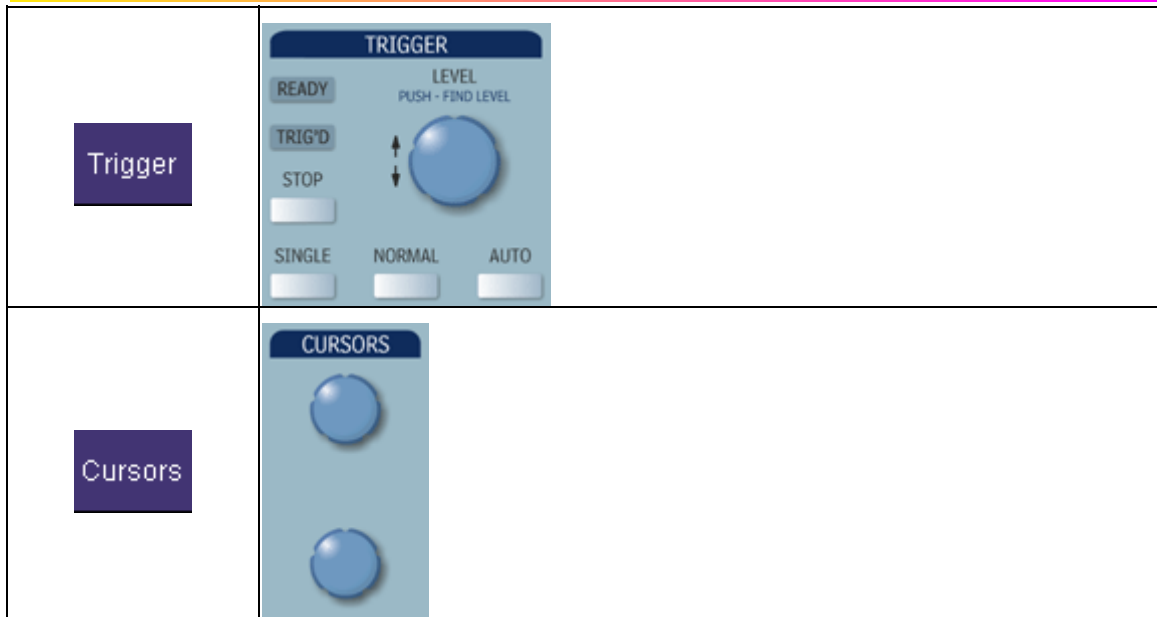 Trigger
TRIGGER
LEVEL
PUSH - FIND LEVEL
READY
TRIG'D
STOP
SINGLE NORMAL AUTO
Cursors
CURSORS